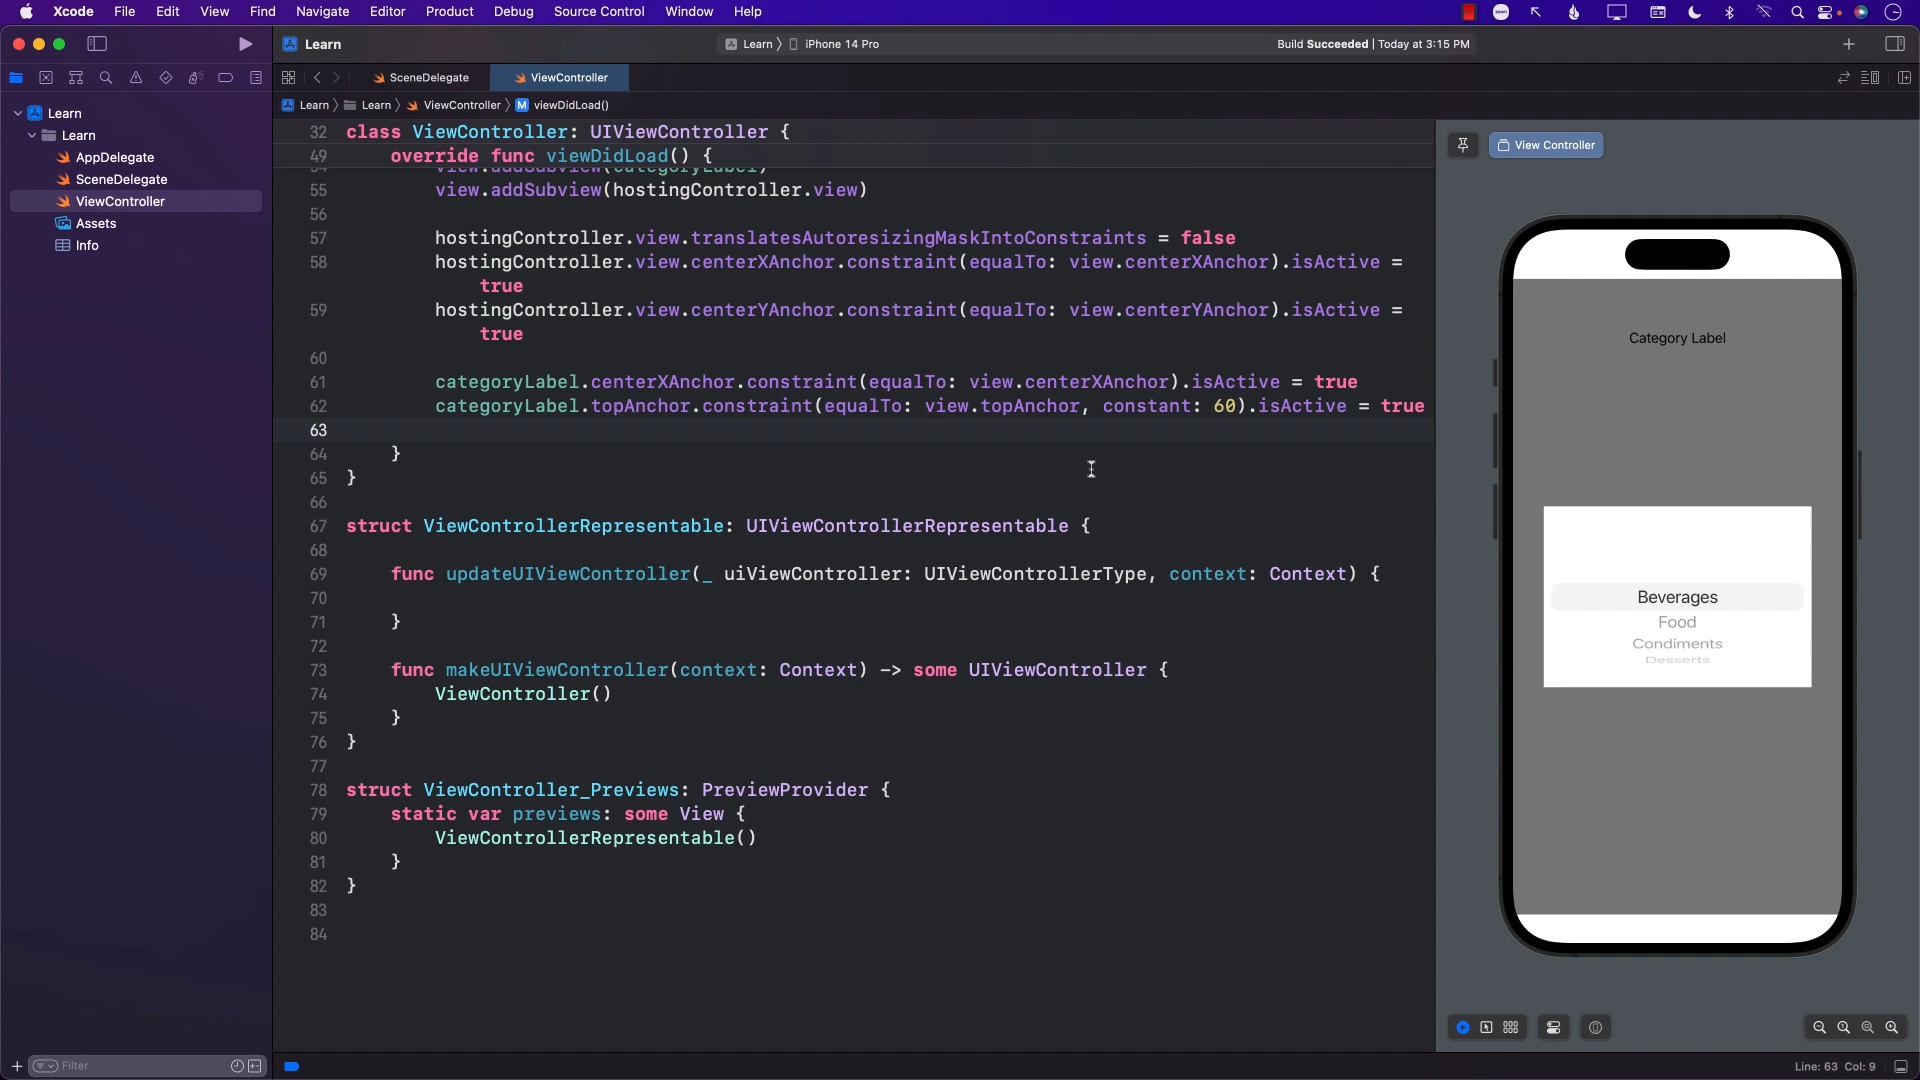 Xcode File Edit View Find Navigate Editor Product Debug Source Control Window Help
zoom
Learn
Learn 〉 iPhone 14 Pro
Build Succeeded | Today at 3:15 PM
SceneDelegate
ViewController
Learn 〉 Learn 〉 ViewController 〉 M viewDidLoad()
Learn
Learn
AppDelegate
SceneDelegate
ViewController
Assets
Info
32 class ViewController: UIViewController {
49 override func viewDidLoad() {
54 view.addSubview(categoryLabel)
55 view.addSubview(hostingController.view)
56
57 hostingController.view.translatesAutoresizingMaskIntoConstraints = false
58 hostingController.view.centerXAnchor.constraint(equalTo: view.centerXAnchor).isActive =
true
59 hostingController.view.centerYAnchor.constraint(equalTo: view.centerYAnchor).isActive =
true
60
61 categoryLabel.centerXAnchor.constraint(equalTo: view.centerXAnchor).isActive = true
62 categoryLabel.topAnchor.constraint(equalTo: view.topAnchor, constant: 60).isActive = true
63
64 }
65 }
66
67 struct ViewControllerRepresentable: UIViewControllerRepresentable {
68
69 func updateUIViewController(_ uiViewController: UIViewControllerType, context: Context) {
70
71 }
72
73 func makeUIViewController(context: Context) -> some UIViewController {
74 ViewController()
75 }
76 }
77
78 struct ViewController_Previews: PreviewProvider {
79 static var previews: some View {
80 ViewControllerRepresentable()
81 }
82 }
83
84
View Controller
Category Label
Beverages
Food
Condiments
Desserts
Filter
Line: 63 Col: 9